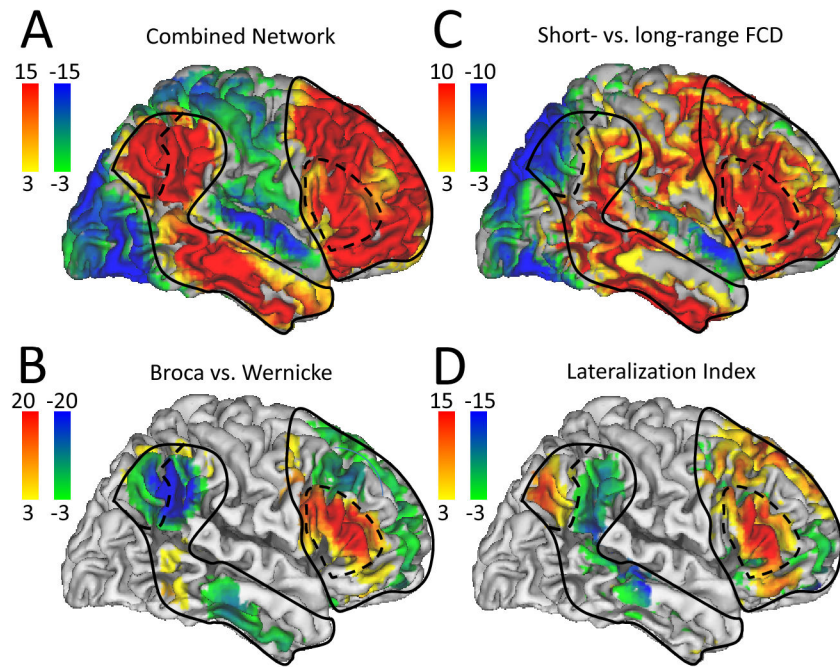 A
Combined Network
15 -15
3 -3
C
Short- vs. long-range FCD
10 -10
3 -3
B
Broca vs. Wernicke
20 -20
3 -3
D
Lateralization Index
15 -15
3 -3